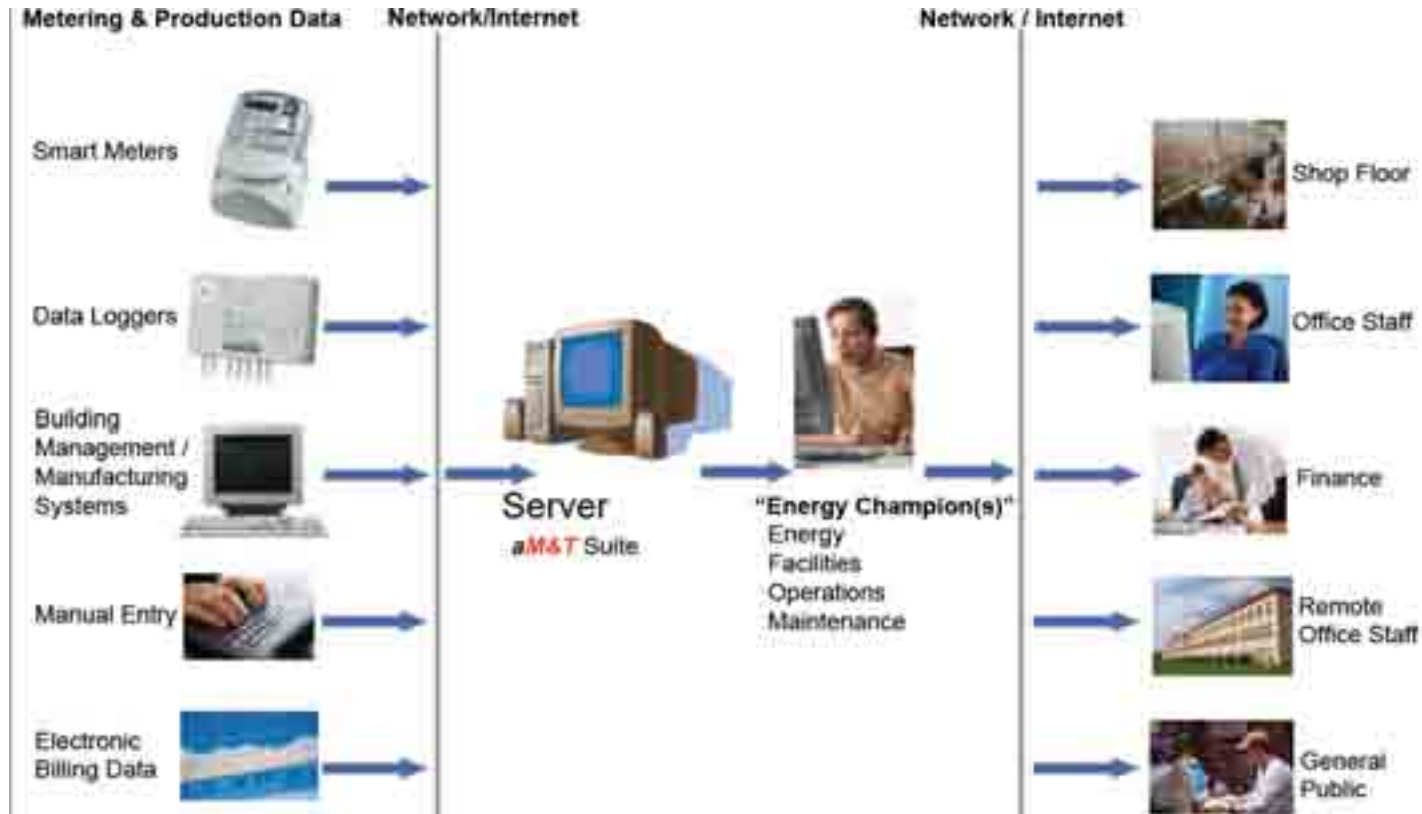 Metering & Production Data
Network/Internet
Network / Internet
Smart Meters
Data Loggers
Building
Management /
Manufacturing
Systems
Manual Entry
Electronic
Billing Data
Server
aM&T Suite
"Energy Champion(s)"
Energy
Facilities
Operations
Maintenance
Shop Floor
Office Staff
Finance
Remote
Office Staff
General
Public